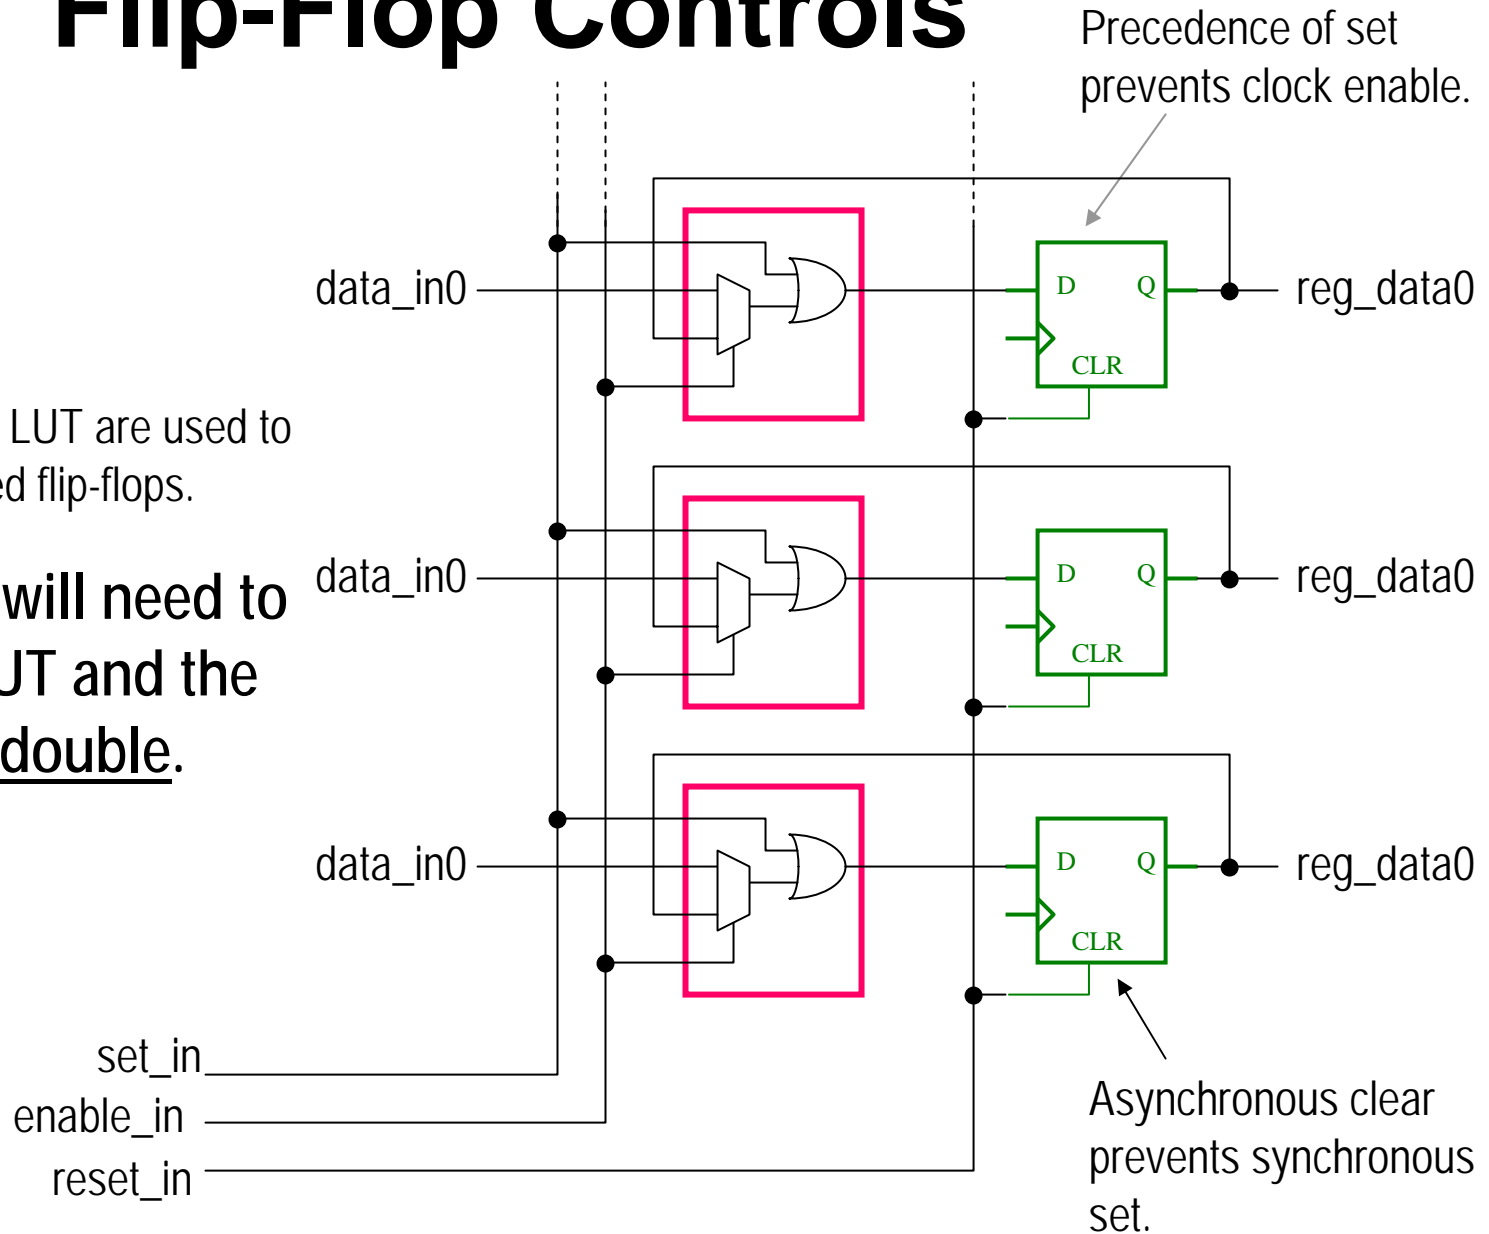 Flip-Flop Controls
Precedence of set
prevents clock enable.
data_in0
D
Q
CLR
reg_data0
LUT are used to
ed flip-flops.
will need to
UT and the
double.
data_in0
D
Q
CLR
reg_data0
data_in0
D
Q
CLR
reg_data0
set_in
enable_in
reset_in
Asynchronous clear
prevents synchronous
set.